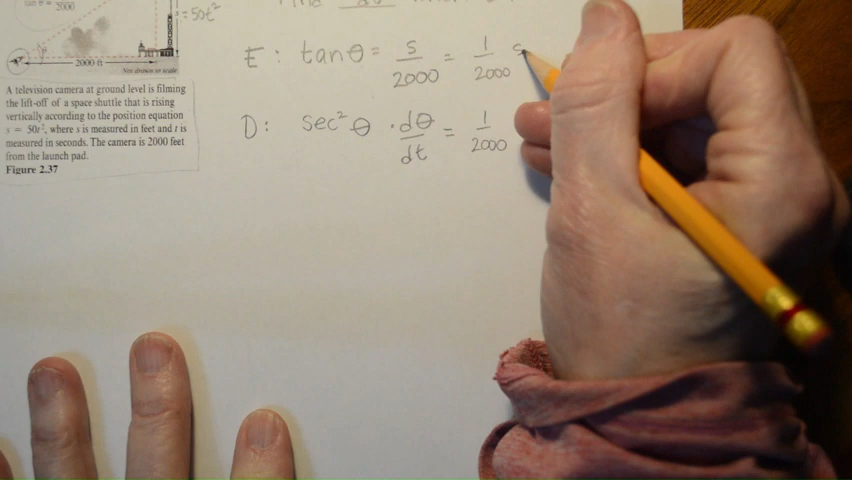 2000
s = 50t²
2000 ft
Not drawn to scale
A television camera at ground level is filming
the lift-off of a space shuttle that is rising
vertically according to the position equation
s = 50t², where s is measured in feet and t is
measured in seconds. The camera is 2000 feet
from the launch pad.
Figure 2.37
E: tanθ = s/2000 = 1/2000 s
D: sec²θ · dθ/dt = 1/2000